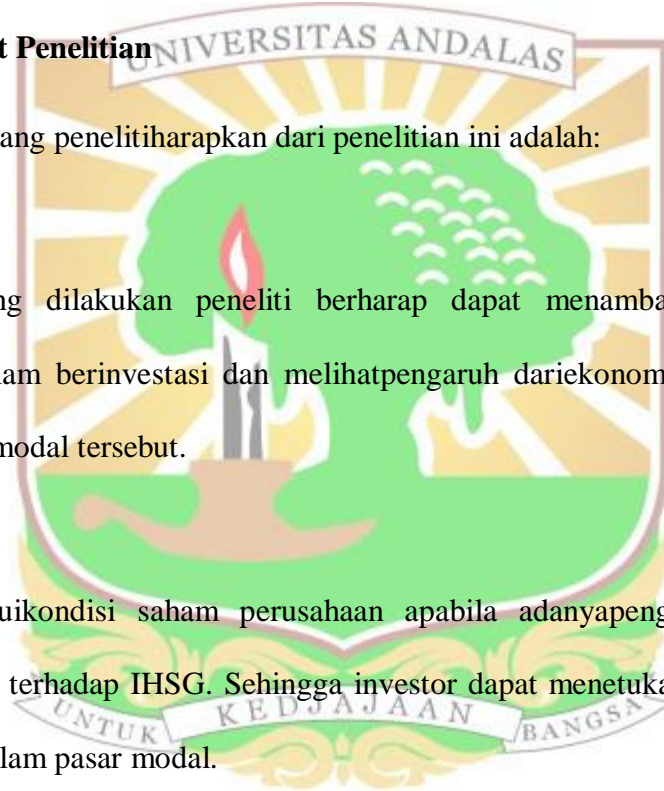 t Penelitian
UNIVERSITAS ANDALAS
ang penelitiharapkan dari penelitian ini adalah:
ng dilakukan peneliti berharap dapat menamba
lam berinvestasi dan melihatpengaruh dariekonom
modal tersebut.
uikondisi saham perusahaan apabila adanyapeng
terhadap IHSG. Sehingga investor dapat menetuka
UNTUK KEDJAJAAN BANGSA
lam pasar modal.